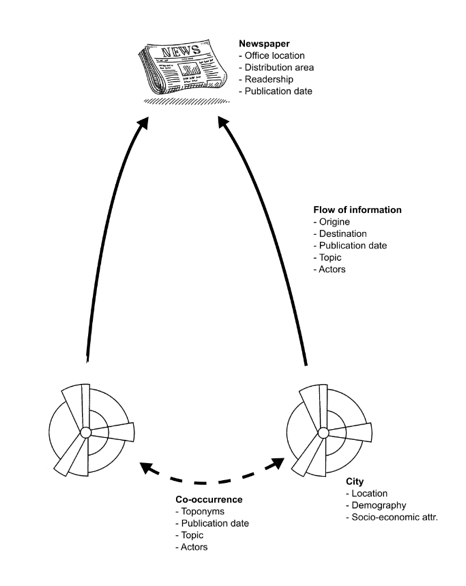 NEWS
Newspaper
- Office location
- Distribution area
- Readership
- Publication date
Flow of information
- Origine
- Destination
- Publication date
- Topic
- Actors
City
- Location
- Demography
- Socio-economic attr.
Co-occurrence
- Toponyms
- Publication date
- Topic
- Actors